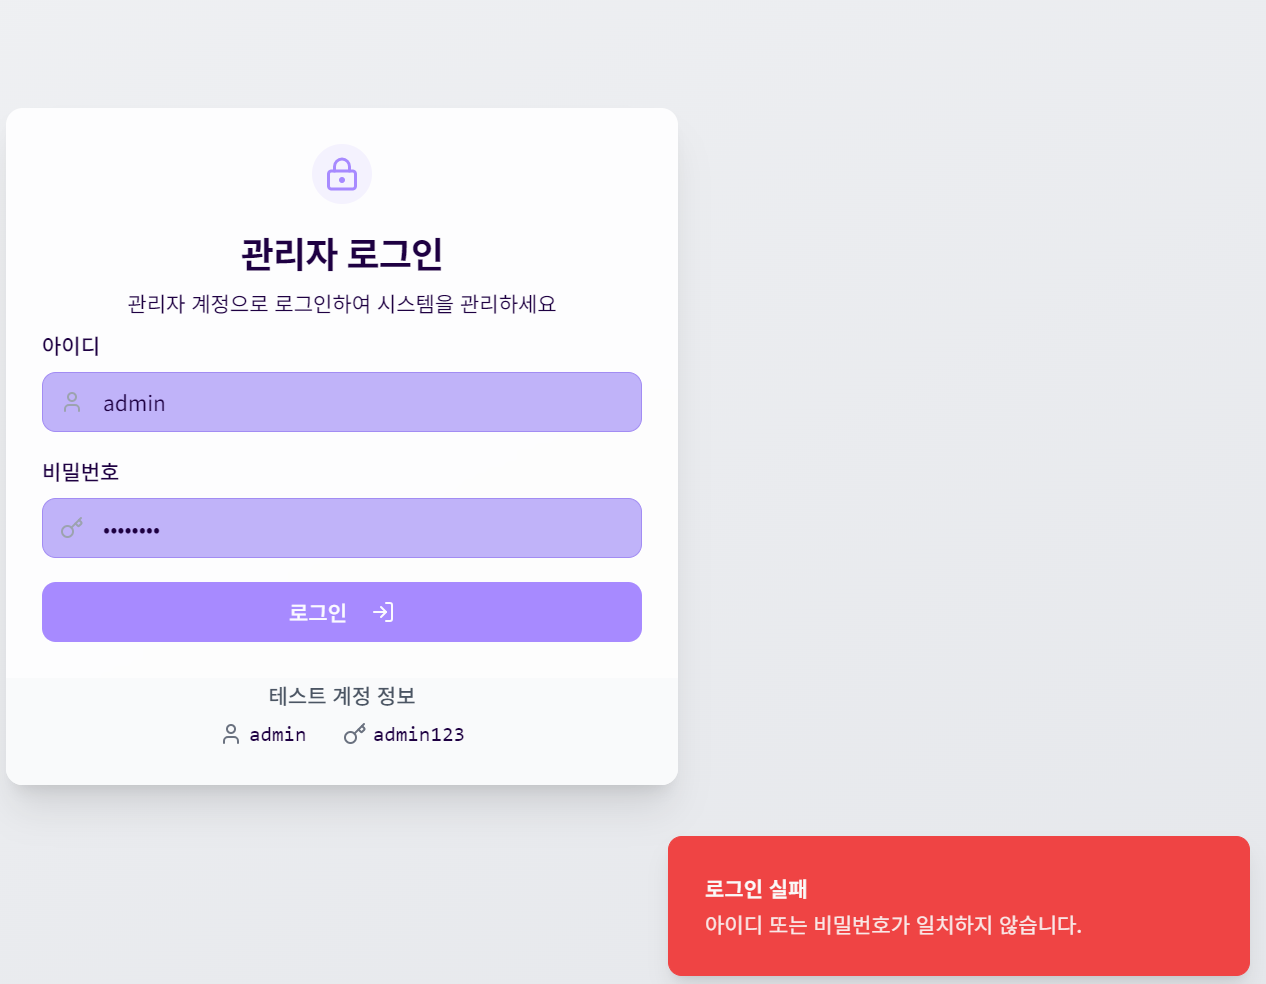 관리자 로그인
관리자 계정으로 로그인하여 시스템을 관리하세요
아이디
admin
비밀번호
••••••••
로그인
테스트 계정 정보
admin admin123
로그인 실패
아이디 또는 비밀번호가 일치하지 않습니다.